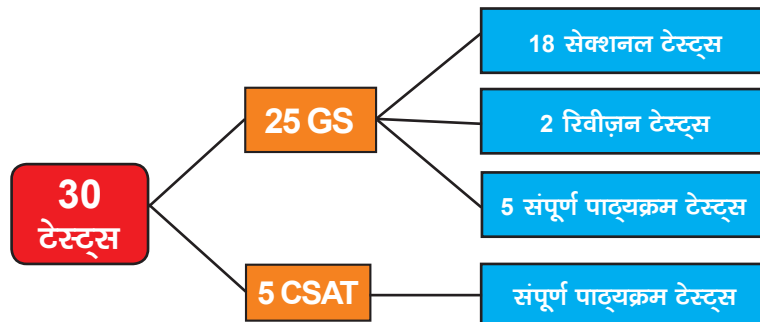 30
टेस्ट्स
25 GS
18 सेक्शनल टेस्ट्स
2 रिवीज़न टेस्ट्स
5 संपूर्ण पाठ्यक्रम टेस्ट्स
5 CSAT
संपूर्ण पाठ्यक्रम टेस्ट्स